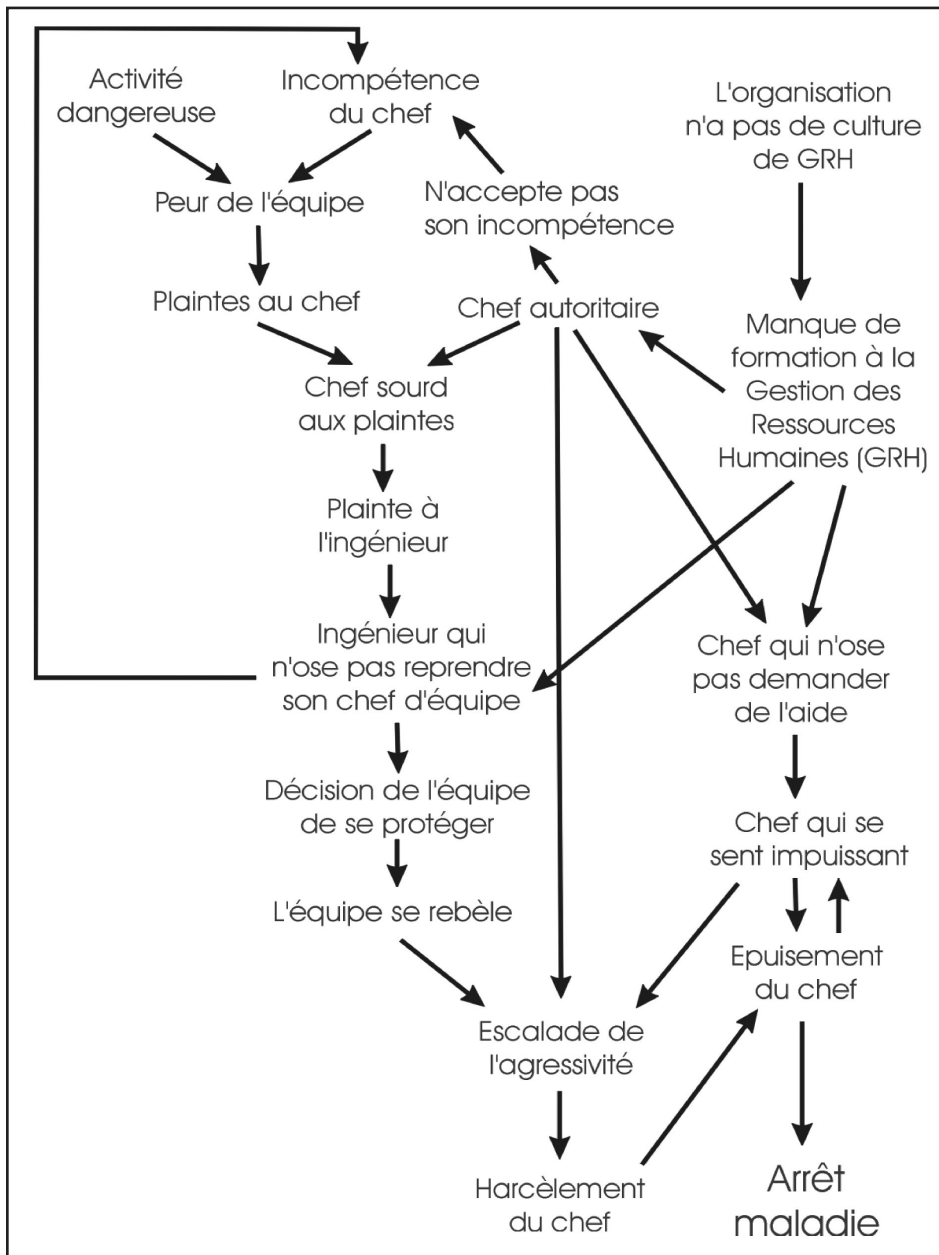 Activité
dangereuse
Incompétence
du chef
L'organisation
n'a pas de culture
de GRH
N'accepte pas
son incompétence
Peur de l'équipe
Plaintes au chef
Chef autoritaire
Manque de
formation à la
Gestion des
Ressources
Humaines (GRH)
Chef sourd
aux plaintes
Plainte à
l'ingénieur
Ingénieur qui
n'ose pas reprendre
son chef d'équipe
Chef qui n'ose
pas demander
de l'aide
Décision de l'équipe
de se protéger
Chef qui se
sent impuissant
L'équipe se rebèle
Epuisement
du chef
Escalade de
l'agressivité
Harcèlement
du chef
Arrêt
maladie